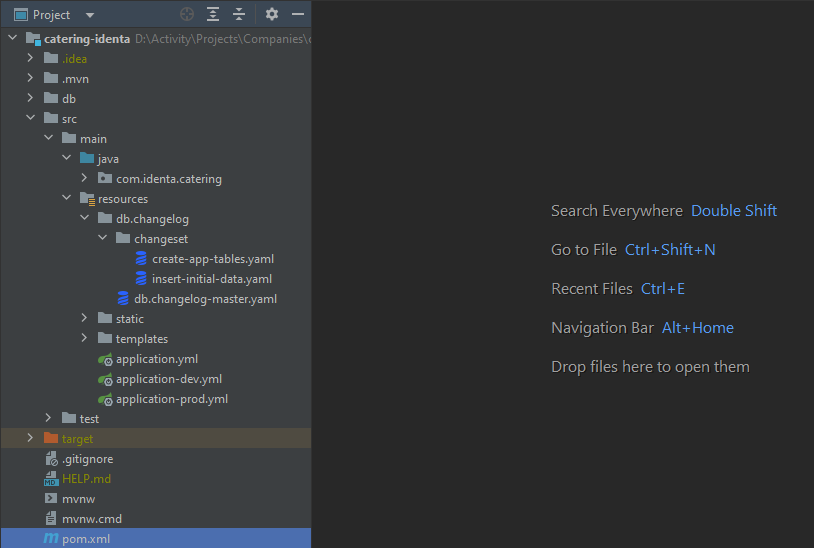 Project
catering-identa D:\Activity\Projects\Companies\
.idea
.mvn
db
src
main
java
com.identa.catering
resources
db.changelog
changeset
create-app-tables.yaml
insert-initial-data.yaml
db.changelog-master.yaml
static
templates
application.yml
application-dev.yml
application-prod.yml
test
target
.gitignore
MD HELP.md
mvnw
mvnw.cmd
m pom.xml
Search Everywhere Double Shift
Go to File Ctrl+Shift+N
Recent Files Ctrl+E
Navigation Bar Alt+Home
Drop files here to open them